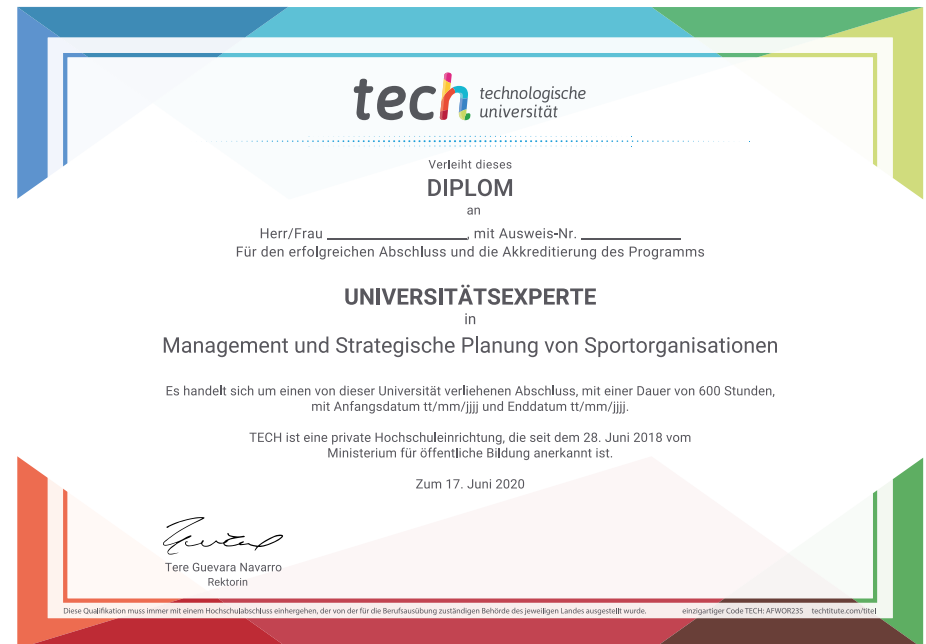 tech technologische
universität
Verleiht dieses
DIPLOM
an
Herr/Frau ______________, mit Ausweis-Nr. __________
Für den erfolgreichen Abschluss und die Akkreditierung des Programms
UNIVERSITÄTSEXPERTE
in
Management und Strategische Planung von Sportorganisationen
Es handelt sich um einen von dieser Universität verliehenen Abschluss, mit einer Dauer von 600 Stunden,
mit Anfangsdatum tt/mm/jjjj und Enddatum tt/mm/jjjj.
TECH ist eine private Hochschuleinrichtung, die seit dem 28. Juni 2018 vom
Ministerium für öffentliche Bildung anerkannt ist.
Zum 17. Juni 2020
Tere Guevara Navarro
Rektorin
Diese Qualifikation muss immer mit einem Hochschulabschluss einhergehen, der von der für die Berufsausübung zuständigen Behörde des jeweiligen Landes ausgestellt wurde. einzigartiger Code TECH: AFWOR235 techtitute.com/titel